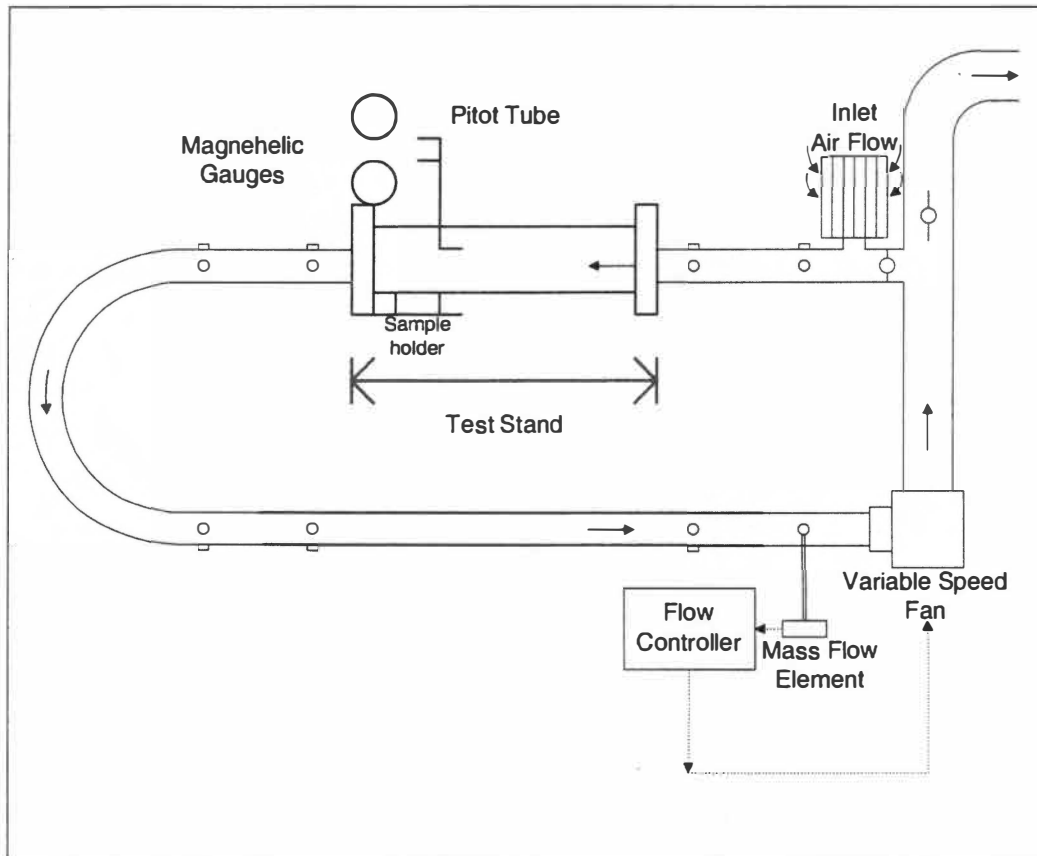 Magnehelic
Gauges
Pitot Tube
Inlet
Air Flow
Sample
holder
Test Stand
Variable Speed
Fan
Flow
Controller
Mass Flow
Element